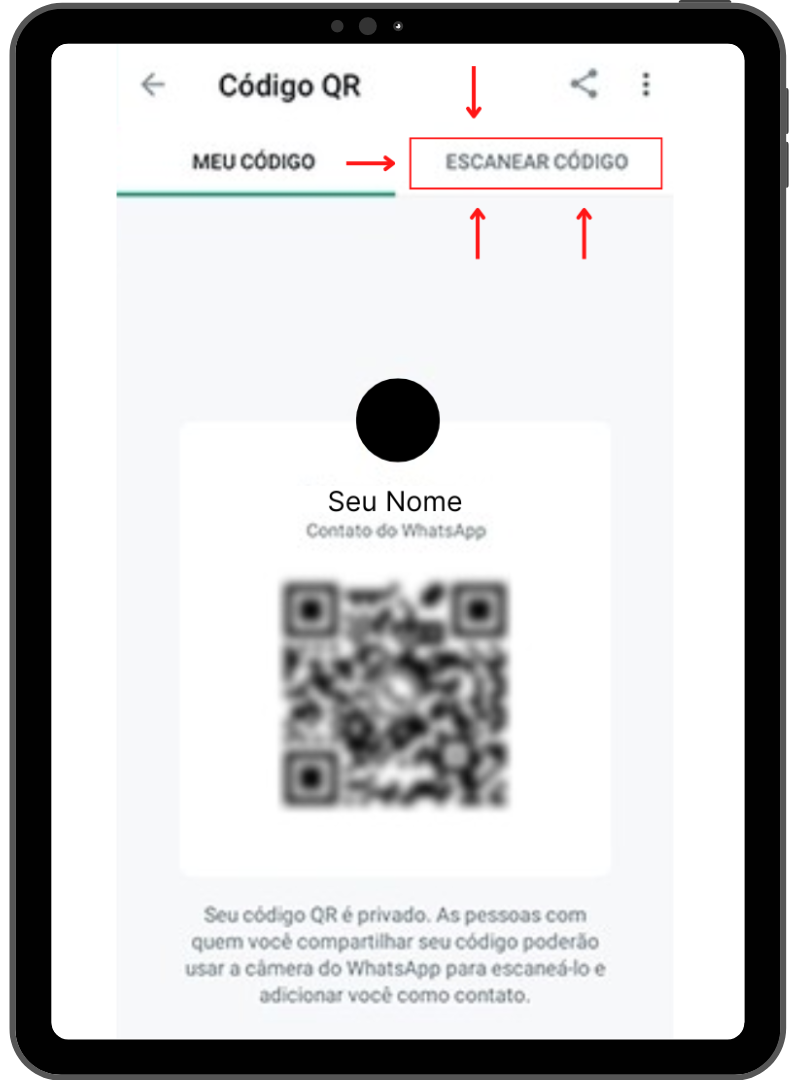 Código QR
MEU CÓDIGO
ESCANEAR CÓDIGO
Seu Nome
Contato do WhatsApp
Seu código QR é privado. As pessoas com
quem você compartilhar seu código poderão
usar a câmera do WhatsApp para escaneá-lo e
adicionar você como contato.